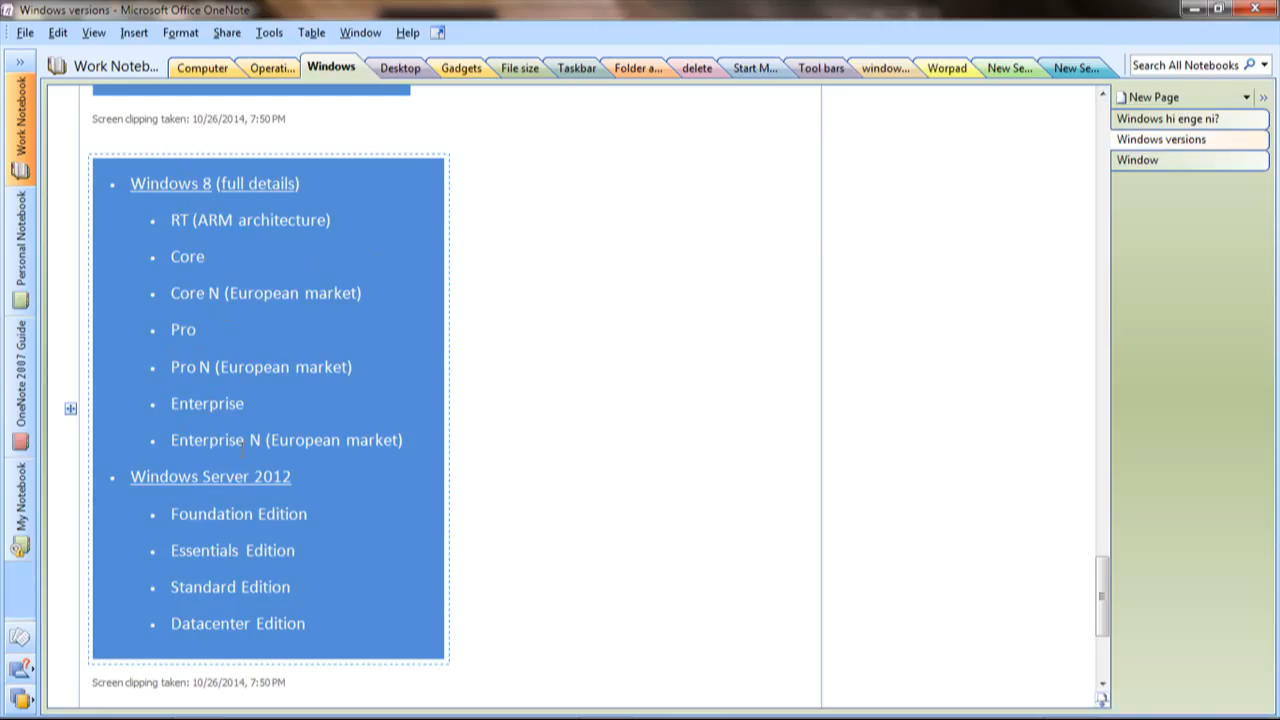 Windows versions - Microsoft Office OneNote
File Edit View Insert Format Share Tools Table Window Help
Work Noteb... Computer Operati... Windows Desktop Gadgets File size Taskbar Folder a... delete Start M... Tool bars window... Worpad New Se... New Se... Search All Notebooks
New Page
Windows hi enge ni?
Windows versions
Window
Work Notebook
Personal Notebook
OneNote 2007 Guide
My Notebook
Screen clipping taken: 10/26/2014, 7:50 PM
• Windows 8 (full details)
• RT (ARM architecture)
• Core
• Core N (European market)
• Pro
• Pro N (European market)
• Enterprise
• Enterprise N (European market)
• Windows Server 2012
• Foundation Edition
• Essentials Edition
• Standard Edition
• Datacenter Edition
Screen clipping taken: 10/26/2014, 7:50 PM